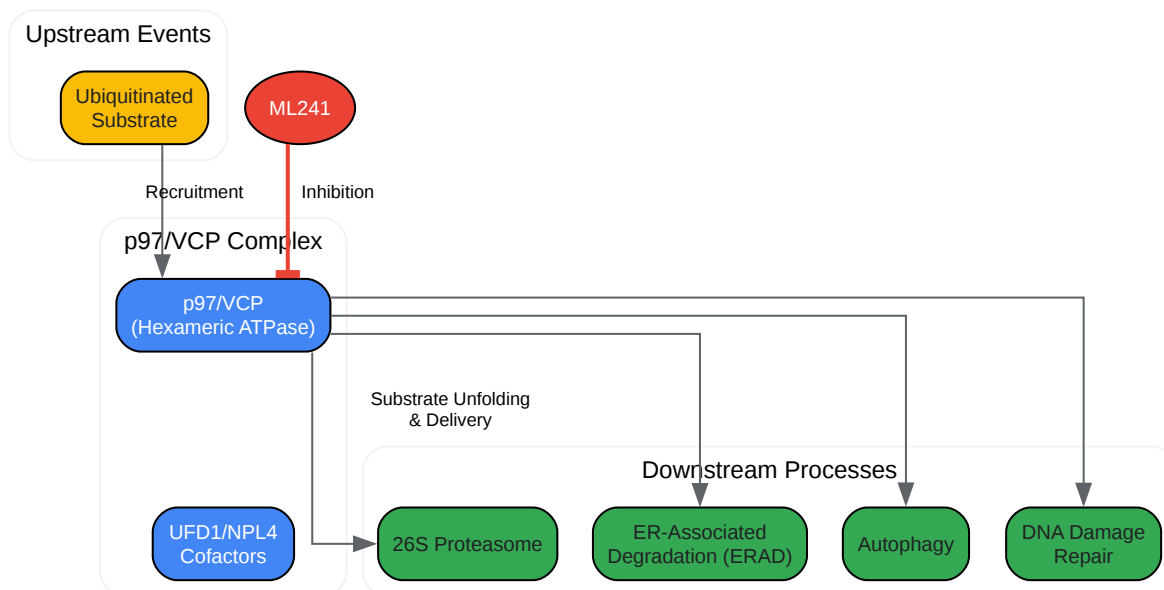 Upstream Events
Ubiquitinated
Substrate
ML241
Recruitment
Inhibition
p97/VCP Complex
p97/VCP
(Hexameric ATPase)
Substrate Unfolding
& Delivery
Downstream Processes
UFD1/NPL4
Cofactors
26S Proteasome
ER-Associated
Degradation (ERAD)
Autophagy
DNA Damage
Repair